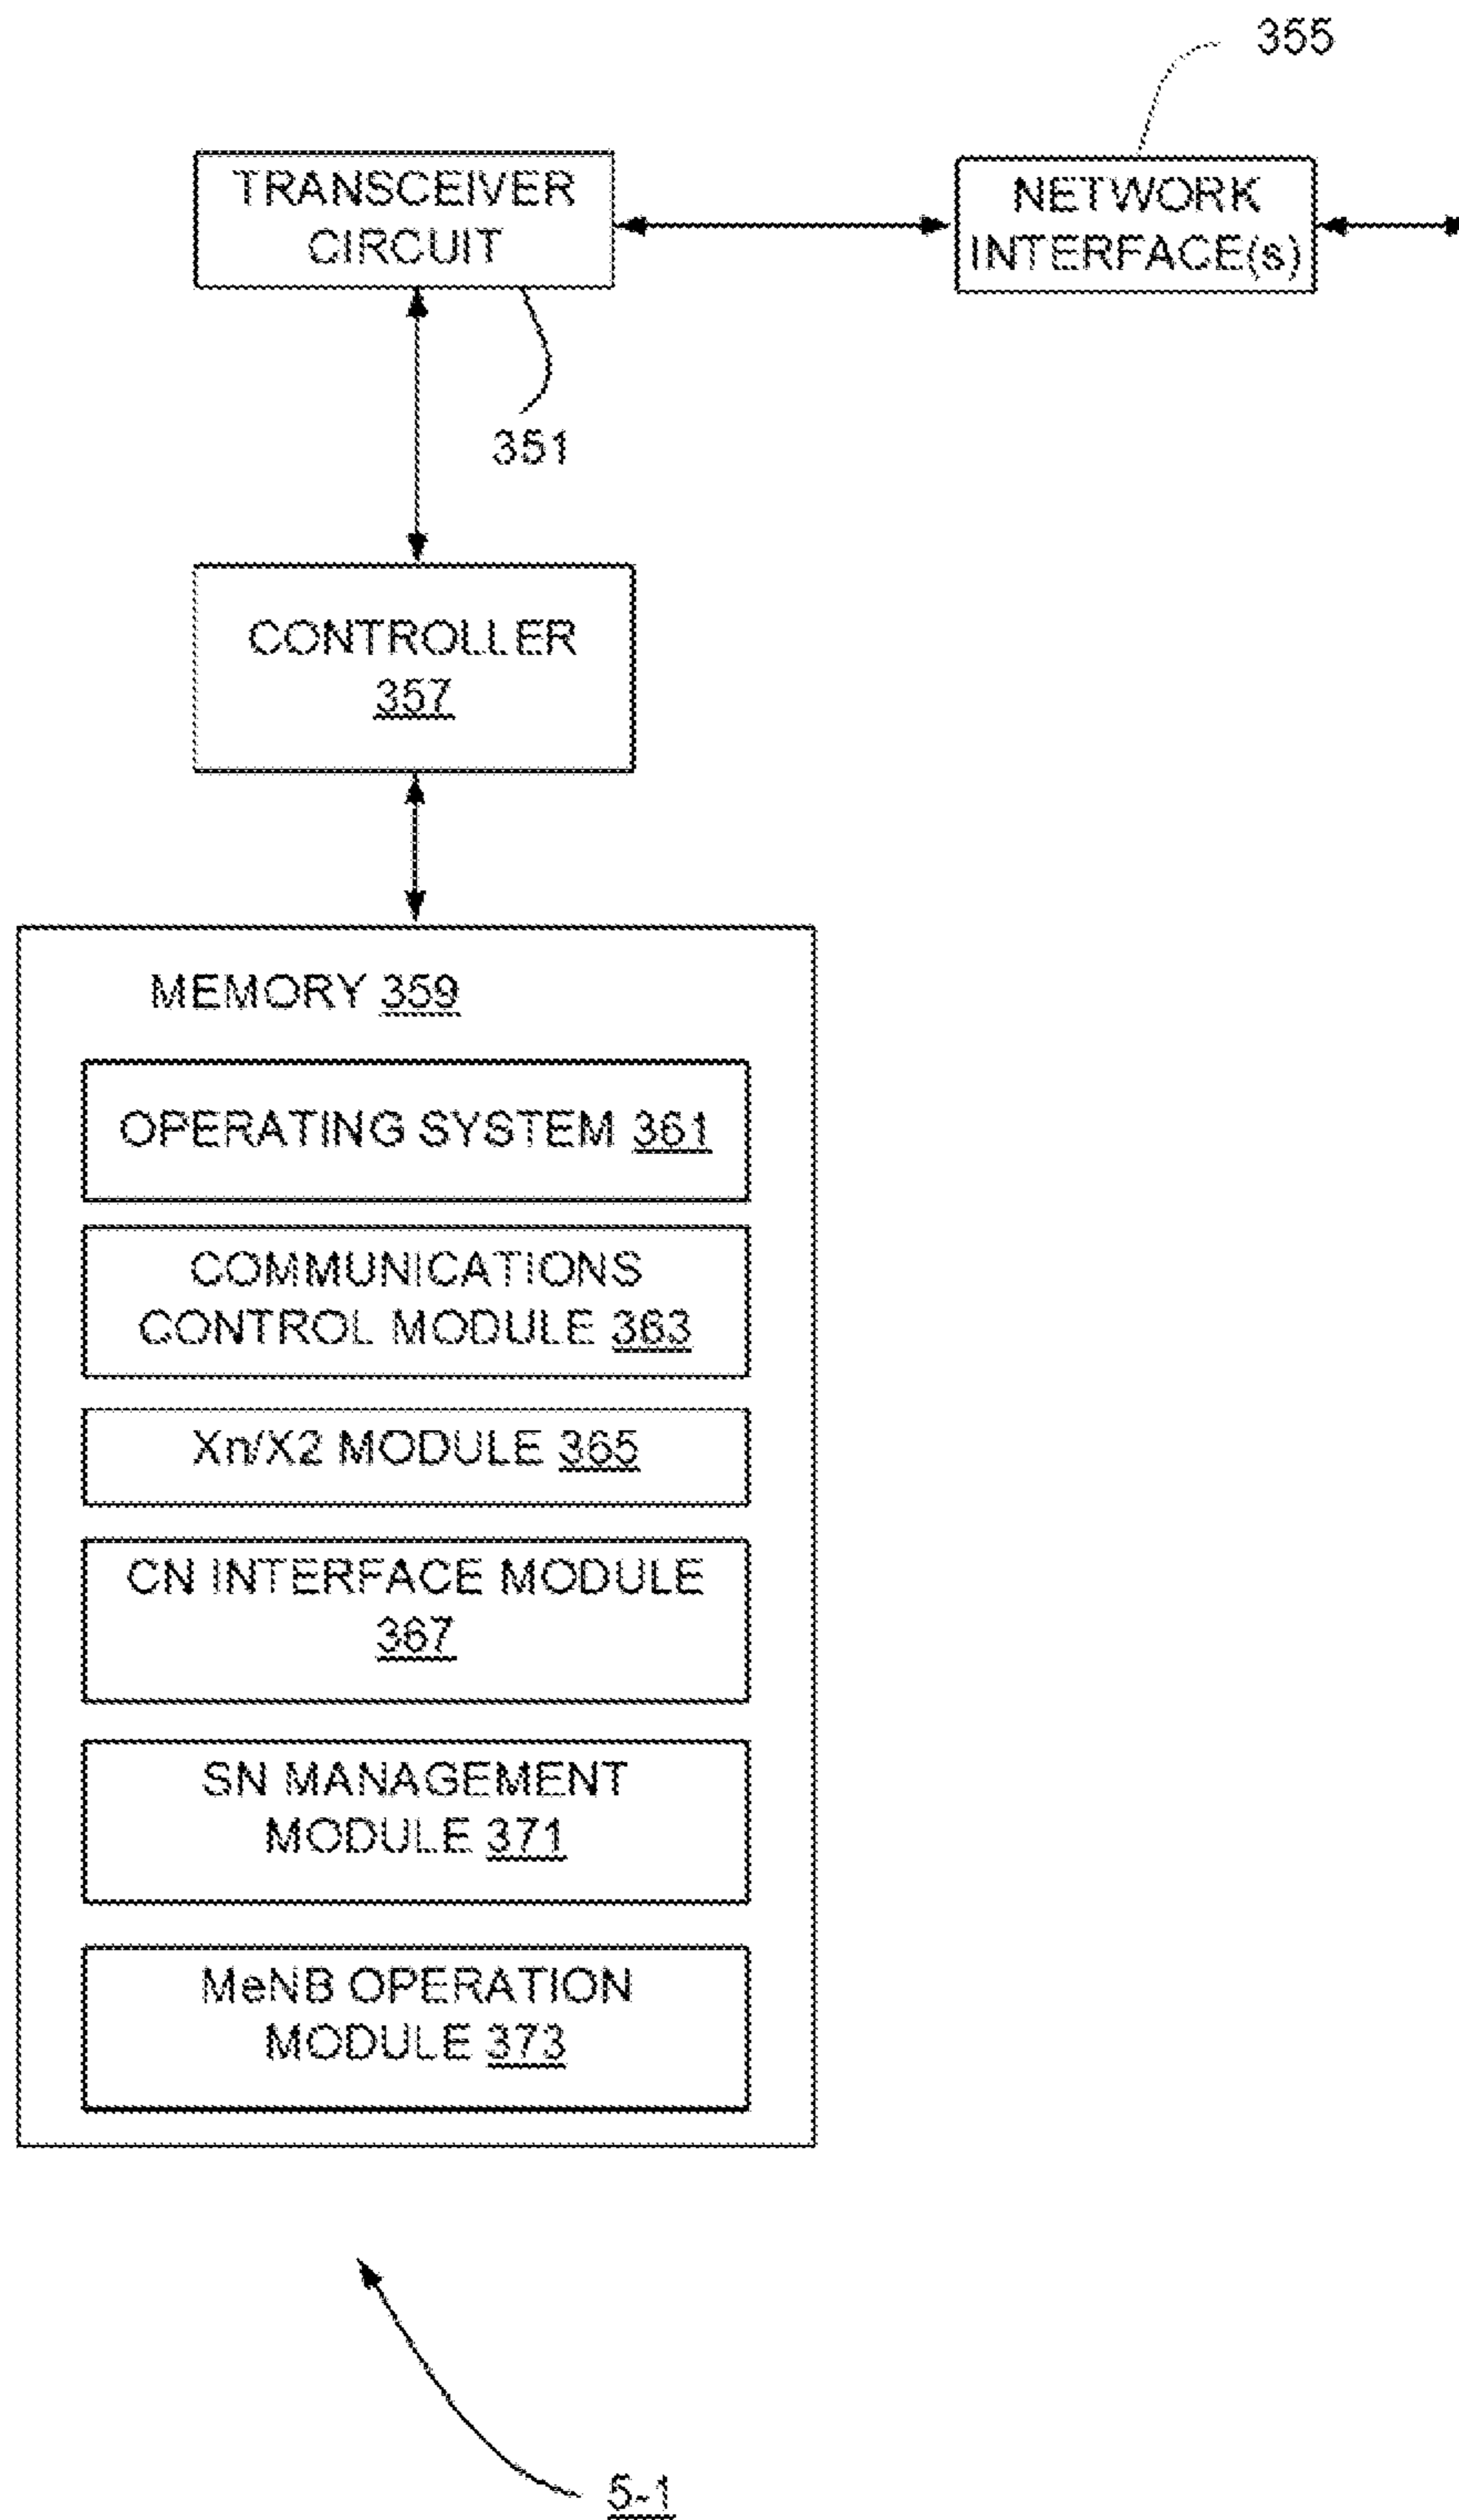 355
TRANSCEIVER
CIRCUIT
NETWORK
INTERFACE(s)
351
CONTROLLER
357
MEMORY 359
OPERATING SYSTEM 361
COMMUNICATIONS
CONTROL MODULE 363
Xn/X2 MODULE 365
CN INTERFACE MODULE
367
SN MANAGEMENT
MODULE 371
MeNB OPERATION
MODULE 373
5-1